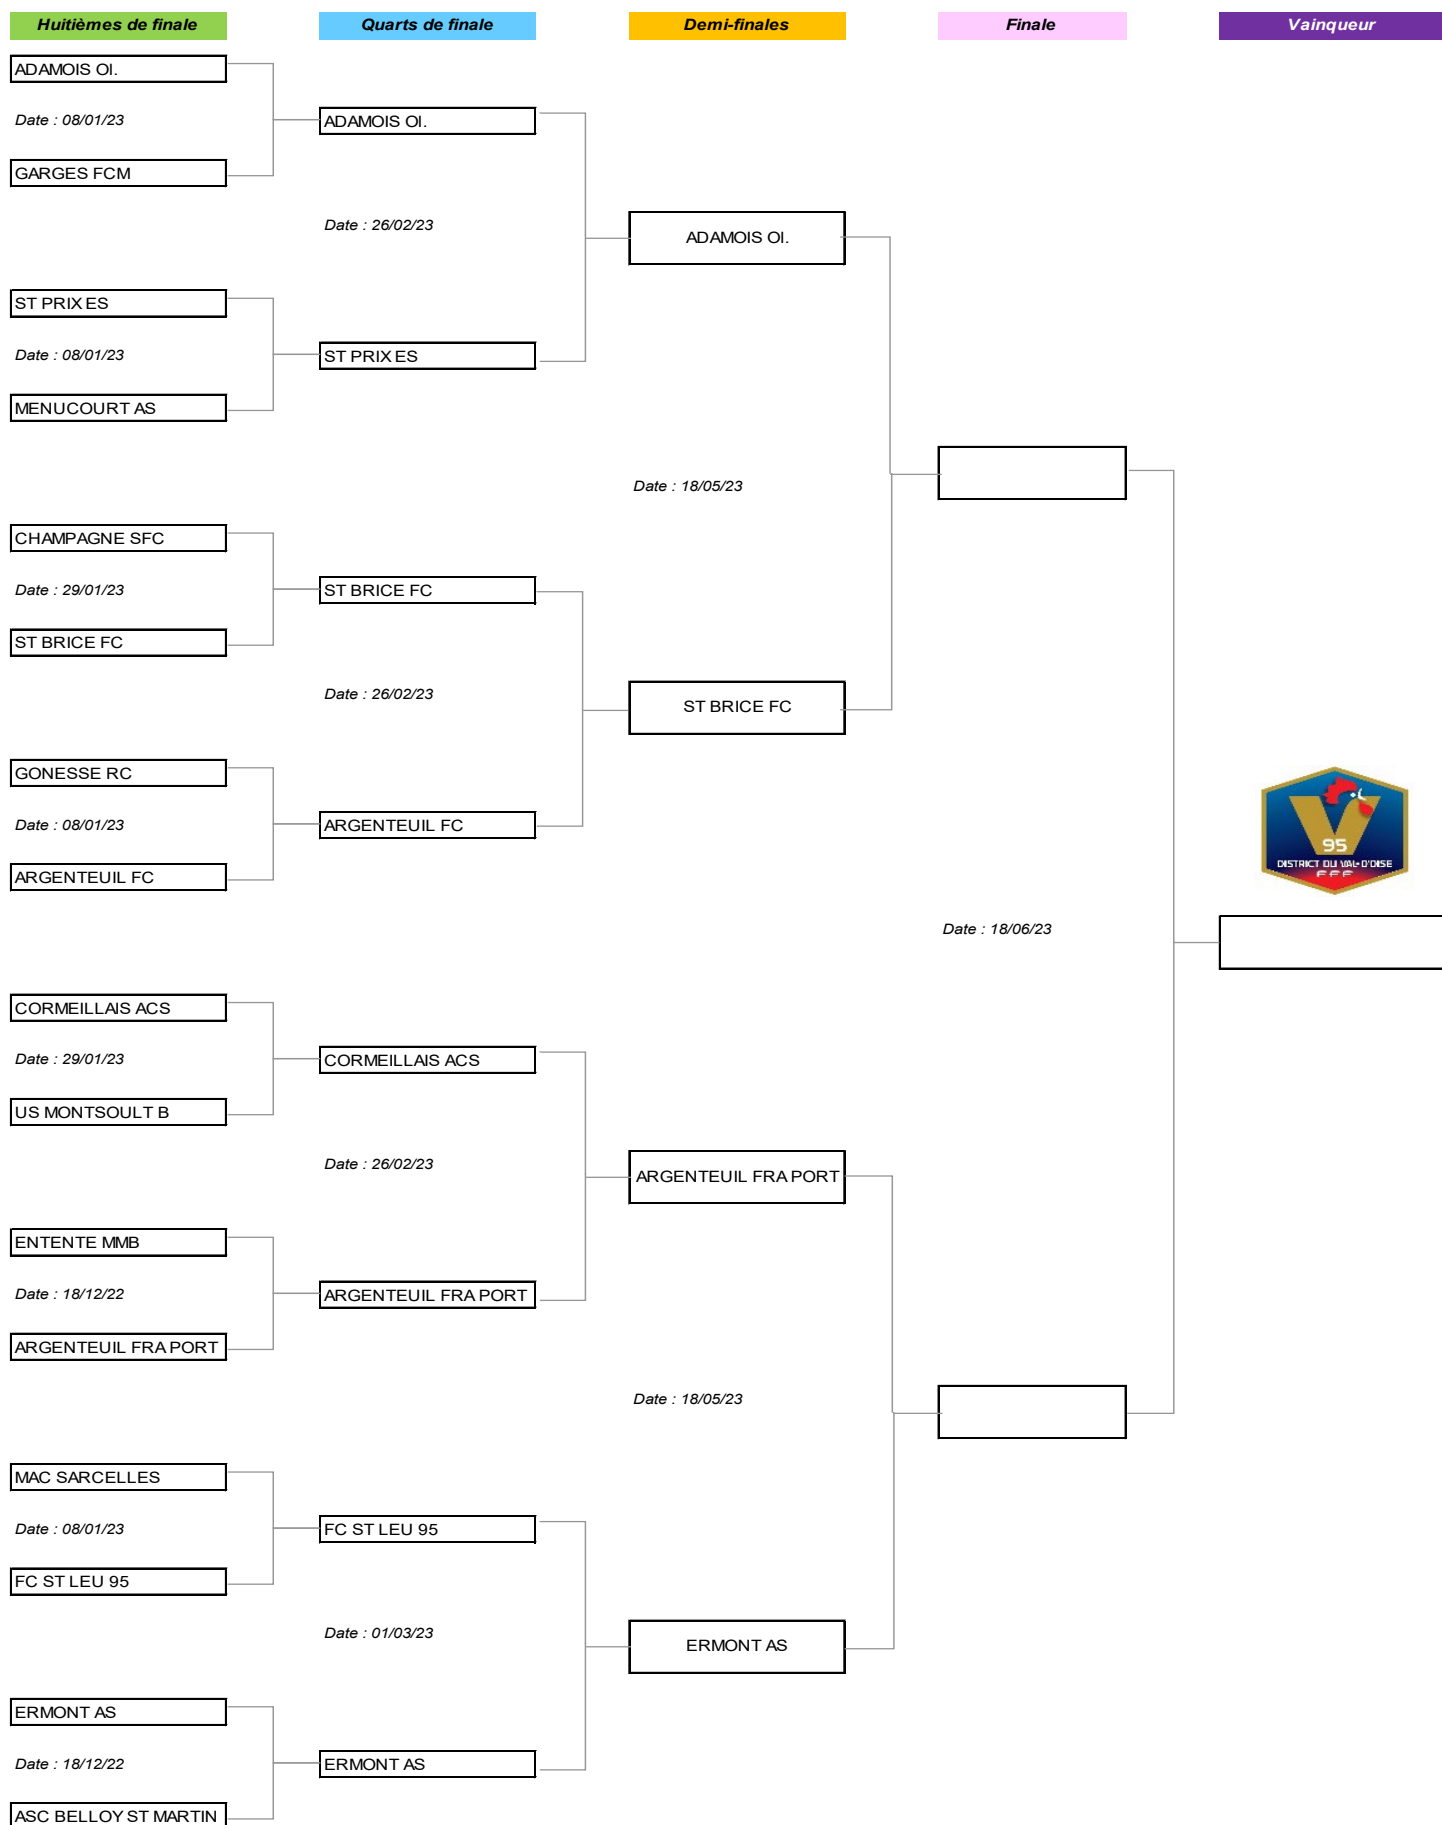 Huitièmes de finale
Quarts de finale
Demi-finales
Finale
Vainqueur
ADAMOIS OI.
Date : 08/01/23
ADAMOIS OI.
GARGES FCM
Date : 26/02/23
ADAMOIS OI.
ST PRIX ES
Date : 08/01/23
ST PRIX ES
MENUCOURT AS
Date : 18/05/23
CHAMPAGNE SFC
Date : 29/01/23
ST BRICE FC
ST BRICE FC
Date : 26/02/23
ST BRICE FC
GONESSE RC
Date : 08/01/23
ARGENTEUIL FC
ARGENTEUIL FC
V
95
DISTRICT DU VAL-D'OISE
FFF
Date : 18/06/23
CORMEILLAIS ACS
Date : 29/01/23
CORMEILLAIS ACS
US MONTSOULT B
Date : 26/02/23
ARGENTEUIL FRA PORT
ENTENTE MMB
Date : 18/12/22
ARGENTEUIL FRA PORT
ARGENTEUIL FRA PORT
Date : 18/05/23
MAC SARCELLES
Date : 08/01/23
FC ST LEU 95
FC ST LEU 95
Date : 01/03/23
ERMONT AS
ERMONT AS
Date : 18/12/22
ERMONT AS
ASC BELLOY ST MARTIN